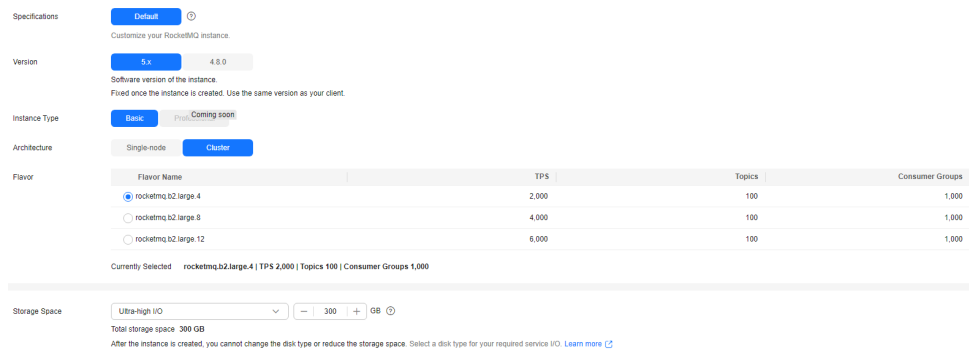 Specifications Default
Customize your RocketMQ instance.
Version 5.x 4.8.0
Software version of the instance.
Fixed once the instance is created. Use the same version as your client.
Instance Type Basic Coming soon
Architecture Single-node Cluster
Flavor Flavor Name TPS Topics Consumer Groups
rocketmq.b2.large.4 2,000 100 1,000
rocketmq.b2.large.8 4,000 100 1,000
rocketmq.b2.large.12 6,000 100 1,000
Currently Selected rocketmq.b2.large.4 | TPS 2,000 | Topics 100 | Consumer Groups 1,000
Storage Space Ultra-high I/O − 300 + GB
Total storage space 300 GB
After the instance is created, you cannot change the disk type or reduce the storage space. Select a disk type for your required service I/O. Learn more